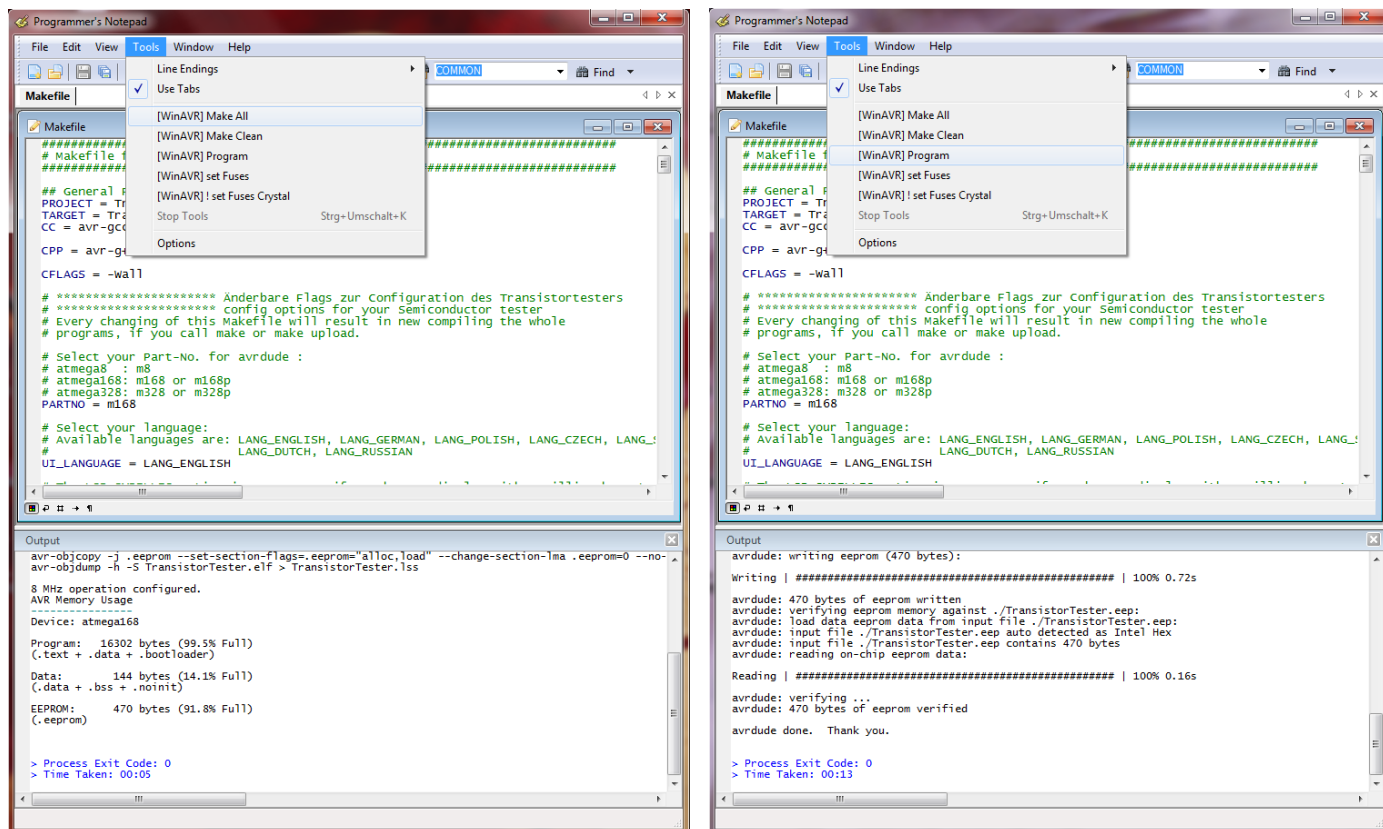 Programmer's Notepad
File Edit View Tools Window Help
Line Endings
COMMON
Find
Use Tabs
Makefile
[WinAVR] Make All
Makefile
[WinAVR] Make Clean
[WinAVR] Program
[WinAVR] set Fuses
[WinAVR] ! set Fuses Crystal
Stop Tools Strg+Umschalt+K
Options
################################################################
# Makefile f
################################################################
## General P
PROJECT = Tr
TARGET = Tra
CC = avr-gcc
CPP = avr-g+
CFLAGS = -Wall
# ********************** Änderbare Flags zur Configuration des Transistortesters
# ********************** config options for your Semiconductor tester
# Every changing of this Makefile will result in new compiling the whole
# programs, if you call make or make upload.
# Select your Part-No. for avrdude :
# atmega8 : m8
# atmega168: m168 or m168p
# atmega328: m328 or m328p
PARTNO = m168
# Select your language:
# Available languages are: LANG_ENGLISH, LANG_GERMAN, LANG_POLISH, LANG_CZECH, LANG_S
# LANG_DUTCH, LANG_RUSSIAN
UI_LANGUAGE = LANG_ENGLISH
Output
avr-objcopy -j .eeprom --set-section-flags=.eeprom="alloc,load" --change-section-lma .eeprom=0 --no-
avr-objdump -h -S TransistorTester.elf > TransistorTester.lss
8 MHz operation configured.
AVR Memory Usage
----------------
Device: atmega168
Program: 16302 bytes (99.5% Full)
(.text + .data + .bootloader)
Data: 144 bytes (14.1% Full)
(.data + .bss + .noinit)
EEPROM: 470 bytes (91.8% Full)
(.eeprom)
> Process Exit Code: 0
> Time Taken: 00:05
Programmer's Notepad
File Edit View Tools Window Help
Line Endings
COMMON
Find
Use Tabs
Makefile
[WinAVR] Make All
Makefile
[WinAVR] Make Clean
[WinAVR] Program
[WinAVR] set Fuses
[WinAVR] ! set Fuses Crystal
Stop Tools Strg+Umschalt+K
Options
################################################################
# Makefile f
################################################################
## General P
PROJECT = Tr
TARGET = Tra
CC = avr-gcc
CPP = avr-g+
CFLAGS = -Wall
# ********************** Änderbare Flags zur Configuration des Transistortesters
# ********************** config options for your Semiconductor tester
# Every changing of this Makefile will result in new compiling the whole
# programs, if you call make or make upload.
# Select your Part-No. for avrdude :
# atmega8 : m8
# atmega168: m168 or m168p
# atmega328: m328 or m328p
PARTNO = m168
# Select your language:
# Available languages are: LANG_ENGLISH, LANG_GERMAN, LANG_POLISH, LANG_CZECH, LANG_S
# LANG_DUTCH, LANG_RUSSIAN
UI_LANGUAGE = LANG_ENGLISH
Output
avrdude: writing eeprom (470 bytes):
Writing | ################################################## | 100% 0.72s
avrdude: 470 bytes of eeprom written
avrdude: verifying eeprom memory against ./TransistorTester.eep:
avrdude: load data eeprom data from input file ./TransistorTester.eep:
avrdude: input file ./TransistorTester.eep auto detected as Intel Hex
avrdude: input file ./TransistorTester.eep contains 470 bytes
avrdude: reading on-chip eeprom data:
Reading | ################################################## | 100% 0.16s
avrdude: verifying ...
avrdude: 470 bytes of eeprom verified
avrdude done. Thank you.
> Process Exit Code: 0
> Time Taken: 00:13